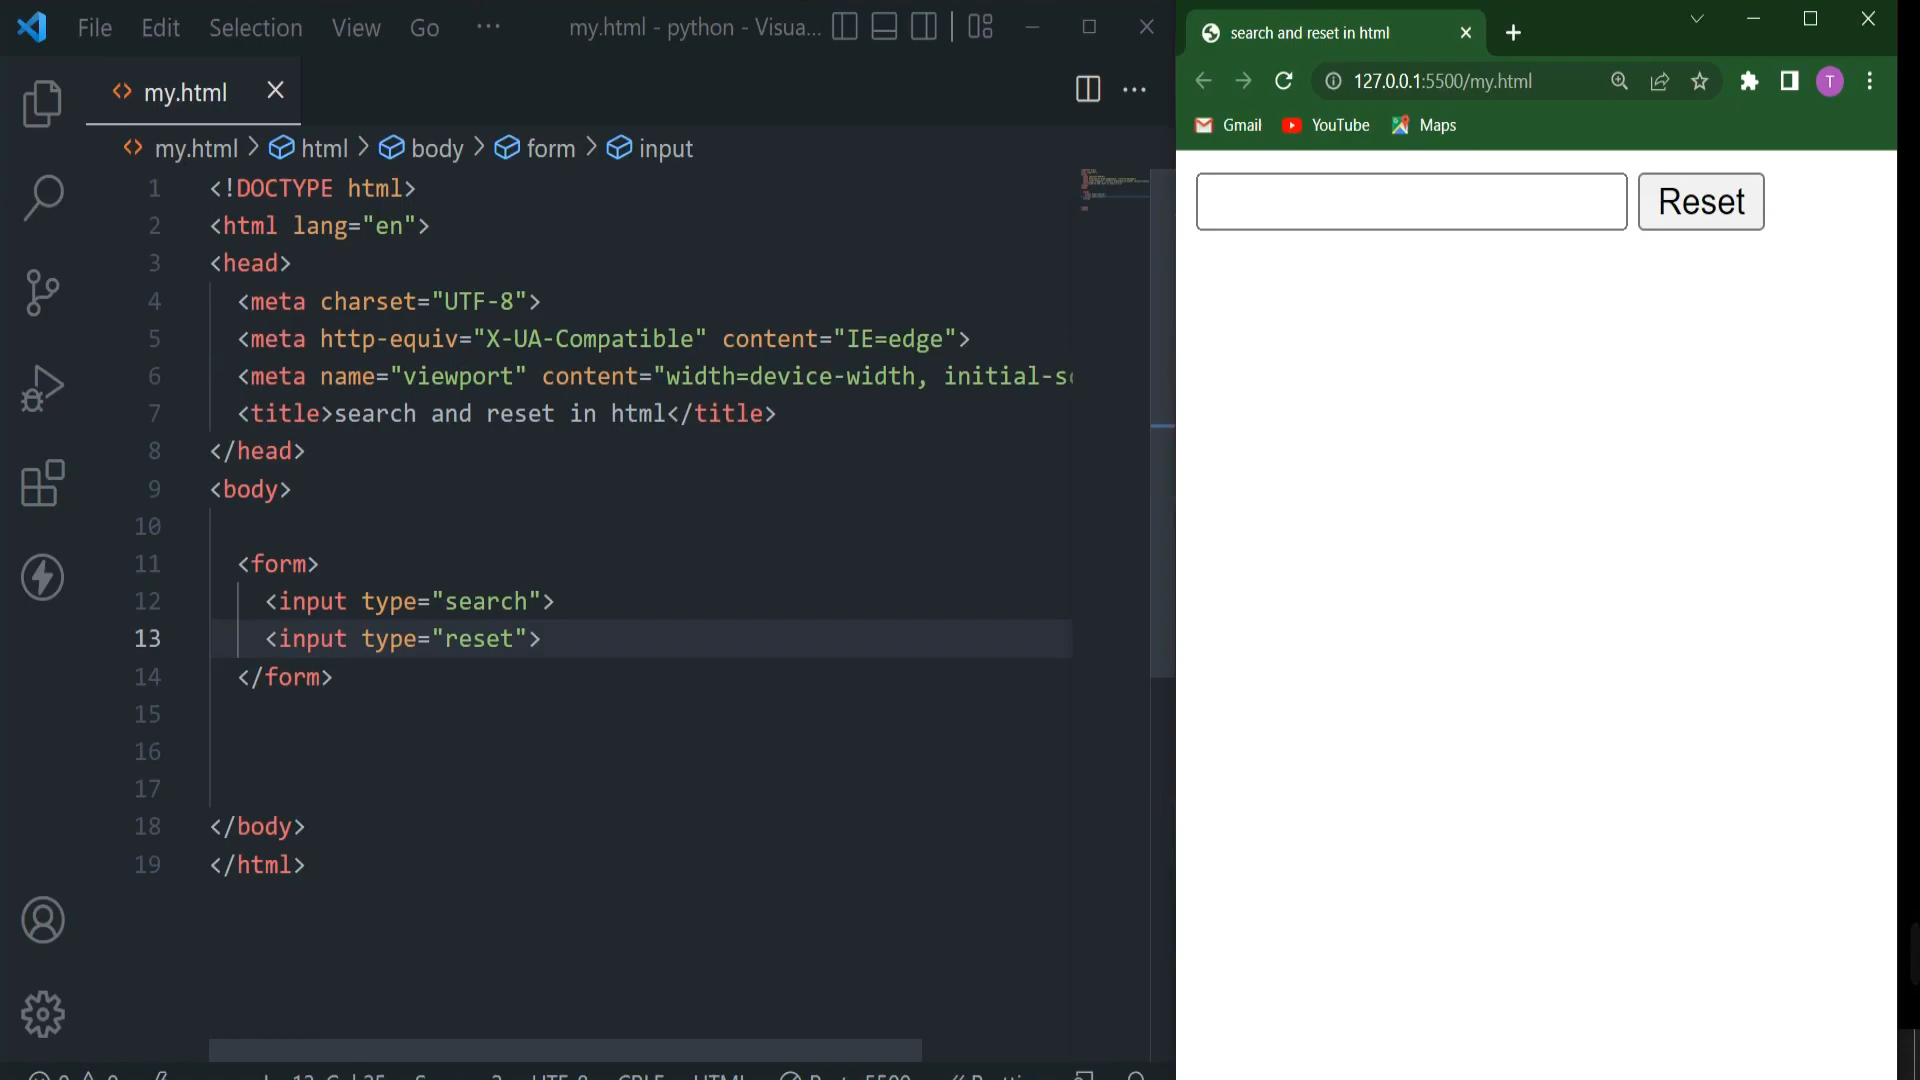 File Edit Selection View Go ··· my.html - python - Visua...
my.html
my.html > html > body > form > input
1 <!DOCTYPE html>
2 <html lang="en">
3 <head>
4 <meta charset="UTF-8">
5 <meta http-equiv="X-UA-Compatible" content="IE=edge">
6 <meta name="viewport" content="width=device-width, initial-sc
7 <title>search and reset in html</title>
8 </head>
9 <body>
10
11 <form>
12 <input type="search">
13 <input type="reset">
14 </form>
15
16
17
18 </body>
19 </html>
search and reset in html
127.0.0.1:5500/my.html
T
Gmail YouTube Maps
Reset